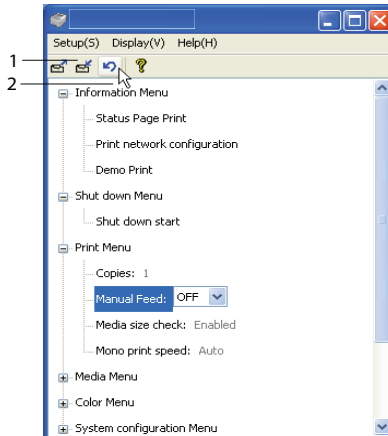 Setup(S) Display(V) Help(H)
1
2
Information Menu
Status Page Print
Print network configuration
Demo Print
Shut down Menu
Shut down start
Print Menu
Copies: 1
Manual Feed: OFF
Media size check: Enabled
Mono print speed: Auto
Media Menu
Color Menu
System configuration Menu